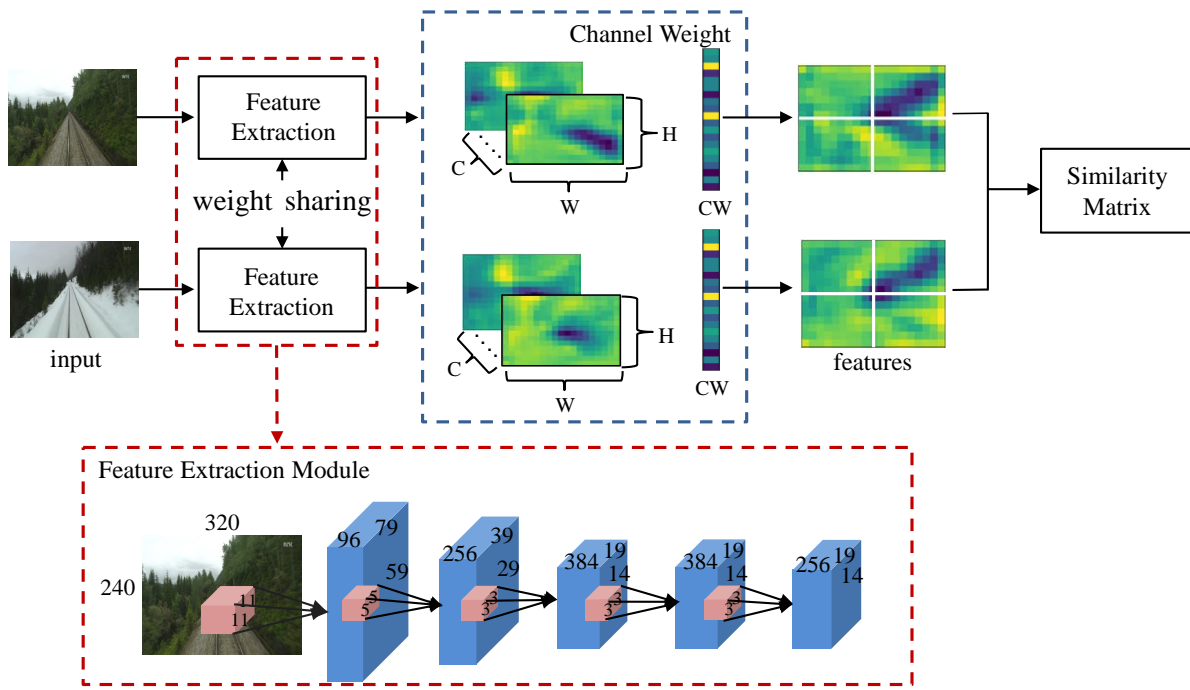 Channel Weight
Feature
Extraction
C
H
W
CW
weight sharing
Similarity
Matrix
Feature
Extraction
input
C
H
W
CW
features
Feature Extraction Module
320
240
11
11
96
79
59
5
5
256
39
29
3
3
384
19
14
3
3
384
19
14
3
3
256
19
14